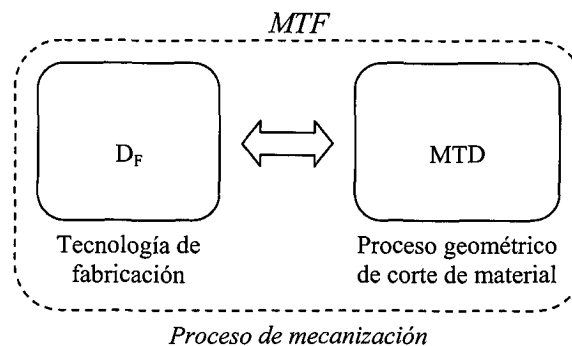 MTF
D_F
MTD
Tecnología de
fabricación
Proceso geométrico
de corte de material
Proceso de mecanización